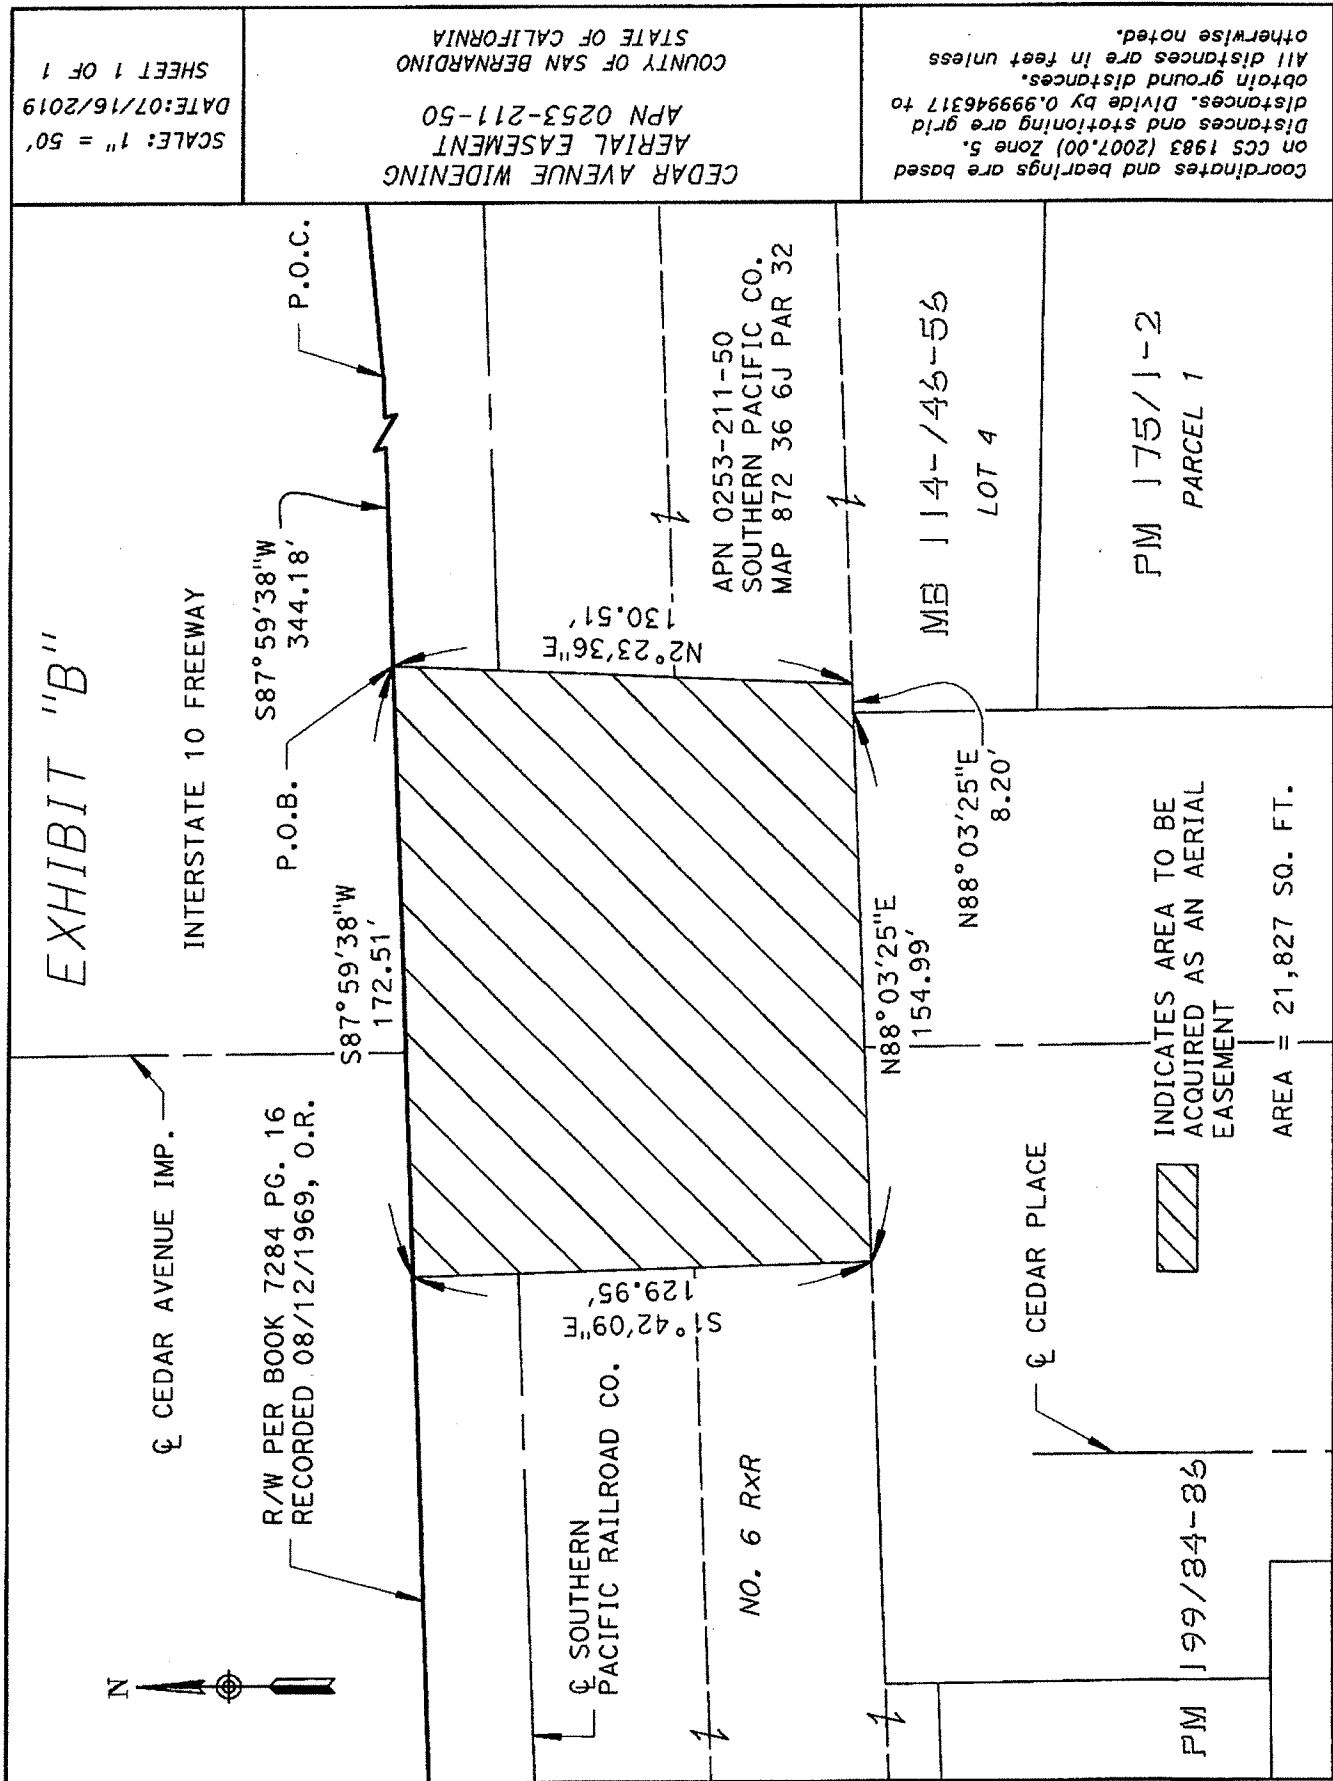 EXHIBIT "B"
N
℄ CEDAR AVENUE IMP.
INTERSTATE 10 FREEWAY
R/W PER BOOK 7284 PG. 16
RECORDED 08/12/1969, O.R.
S87°59'38"W
172.51'
P.O.B.
S87°59'38"W
344.18'
P.O.C.
℄ SOUTHERN
PACIFIC RAILROAD CO.
NO. 6 RxR
S1°42'09"E
129.95'
N2°23'36"E
130.51'
APN 0253-211-50
SOUTHERN PACIFIC CO.
MAP 872 36 6J PAR 32
N88°03'25"E
154.99'
N88°03'25"E
8.20'
MB 114-/46-56
LOT 4
PM 175/1-2
PARCEL 1
℄ CEDAR PLACE
PM 199/84-86
INDICATES AREA TO BE
ACQUIRED AS AN AERIAL
EASEMENT
AREA = 21,827 SQ. FT.
Coordinates and bearings are based
on CCS 1983 (2007.00) Zone 5.
Distances and stationing are grid
distances. Divide by 0.999946317 to
obtain ground distances.
All distances are in feet unless
otherwise noted.
CEDAR AVENUE WIDENING
AERIAL EASEMENT
APN 0253-211-50
COUNTY OF SAN BERNARDINO
STATE OF CALIFORNIA
SCALE: 1" = 50'
DATE:07/16/2019
SHEET 1 OF 1